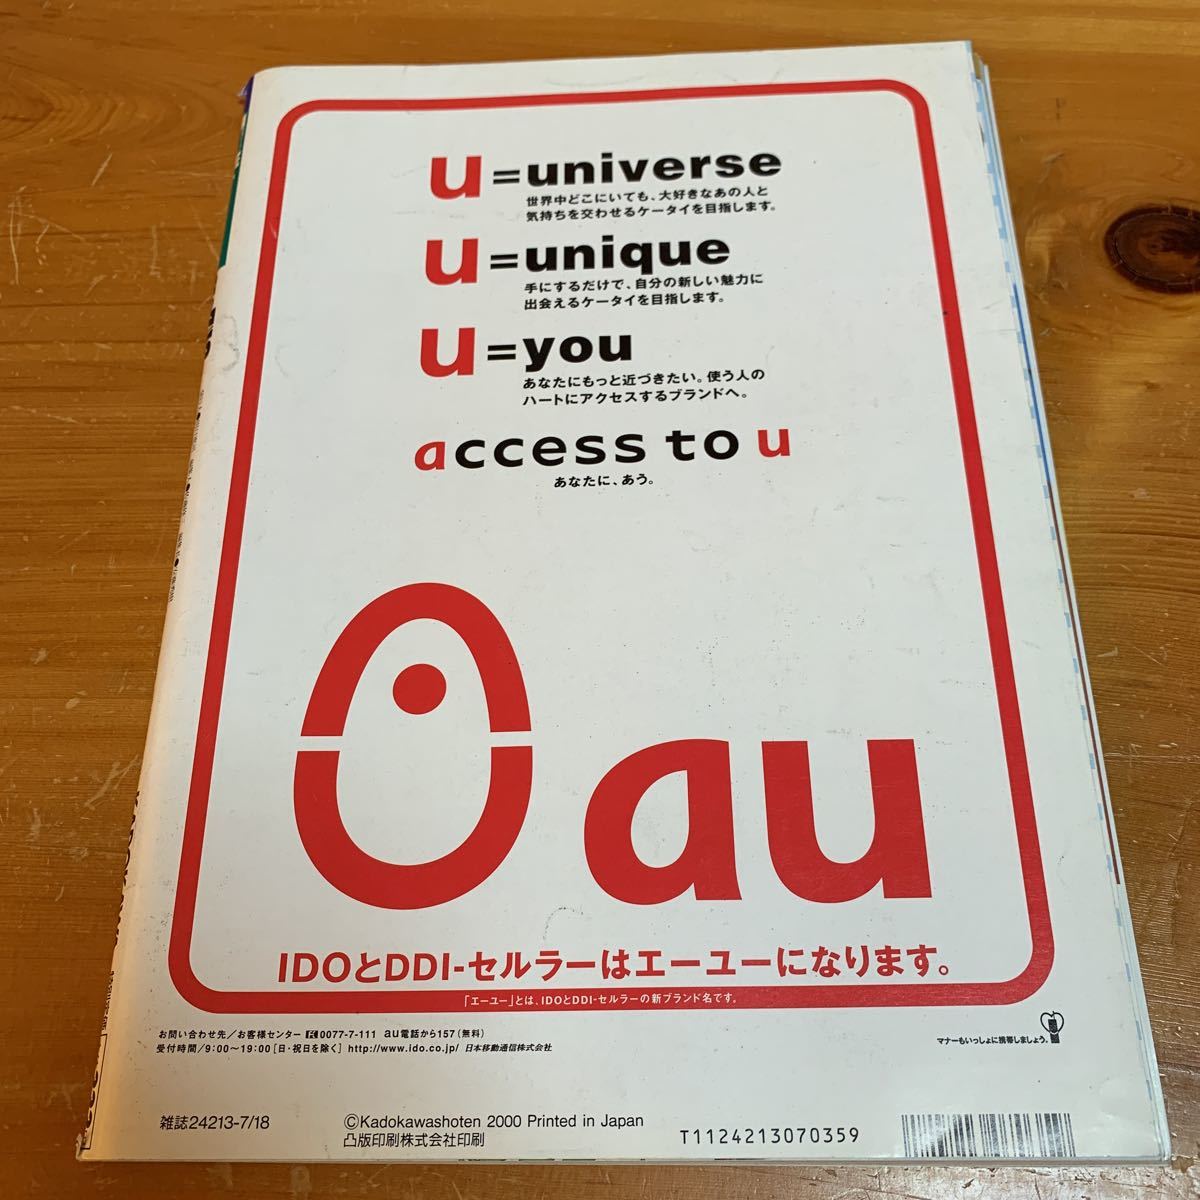 u=universe
世界中どこにいても、大好きなあの人と
気持ちを交わせるケータイを目指します。
u=unique
手にするだけで、自分の新しい魅力に
出会えるケータイを目指します。
u=you
あなたにもっと近づきたい。使う人の
ハートにアクセスするブランドへ。
access to u
あなたに、あう。
au
IDOとDDI-セルラーはエーユーになります。
「エーユー」とは、IDOとDDI-セルラーの新ブランド名です。
お問い合わせ先／お客様センター 0077-7-111 au電話から157（無料）
受付時間／9:00〜19:00［日・祝日を除く］http://www.ido.co.jp/ 日本移動通信株式会社
マナーもいっしょに携帯しましょう。
雑誌24213-7/18
©Kadokawashoten 2000 Printed in Japan
凸版印刷株式会社印刷
T1124213070359